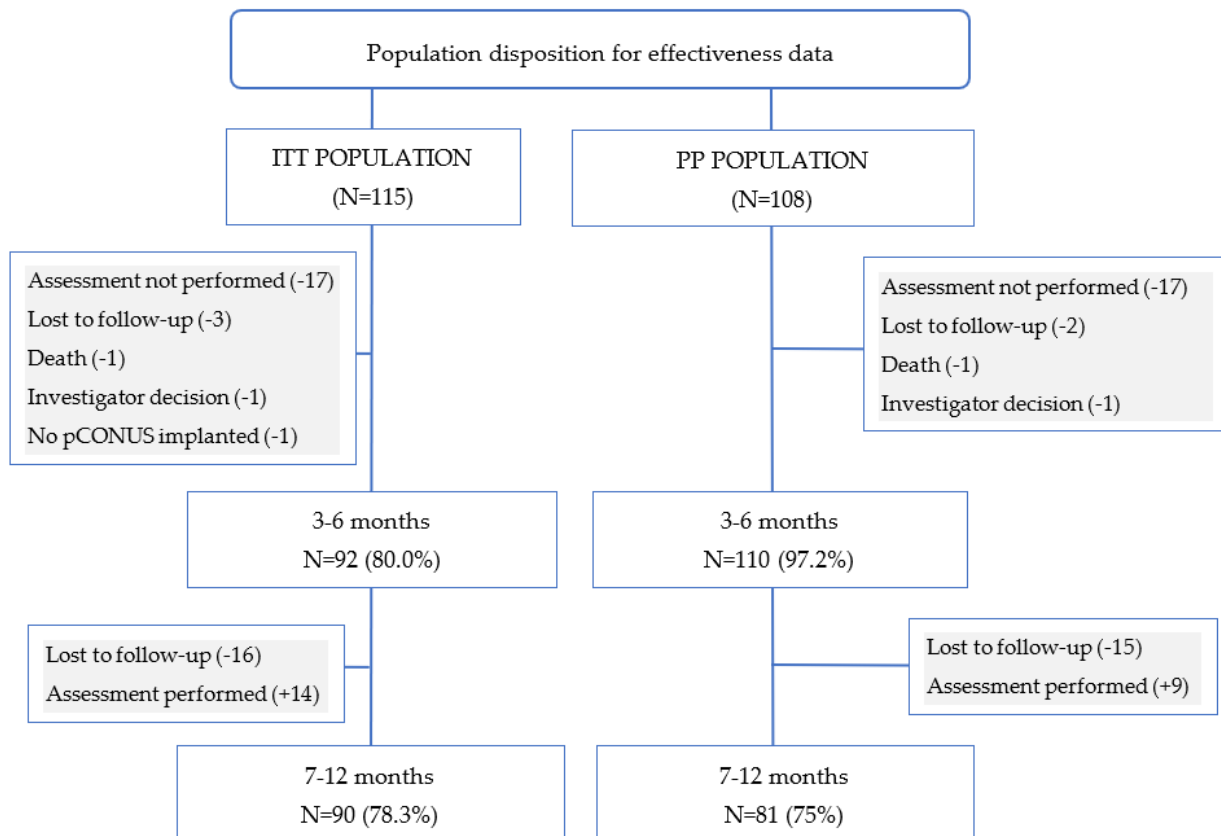 Population disposition for effectiveness data
ITT POPULATION
(N=115)
PP POPULATION
(N=108)
Assessment not performed (-17)
Lost to follow-up (-3)
Death (-1)
Investigator decision (-1)
No pCONUS implanted (-1)
Assessment not performed (-17)
Lost to follow-up (-2)
Death (-1)
Investigator decision (-1)
3-6 months
N=92 (80.0%)
3-6 months
N=110 (97.2%)
Lost to follow-up (-16)
Assessment performed (+14)
Lost to follow-up (-15)
Assessment performed (+9)
7-12 months
N=90 (78.3%)
7-12 months
N=81 (75%)